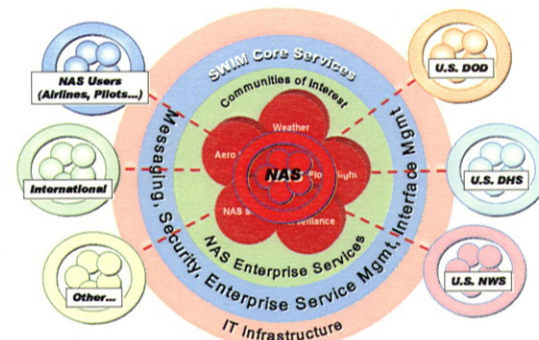 NAS Users
(Airlines, Pilots...)
International
Other...
U.S. DOD
U.S. DHS
U.S. NWS
SWIM Core Services
Communities of Interest
Weather
Aero
NAS
NAS Enterprise Services
Messaging, Security, Enterprise Service Mgmt, Interface Mgmt
IT Infrastructure